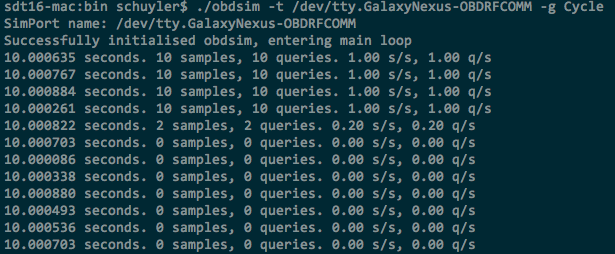 sdt16-mac:bin schuyler$ ./obdsim -t /dev/tty.GalaxyNexus-OBDRFCOMM -g Cycle
SimPort name: /dev/tty.GalaxyNexus-OBDRFCOMM
Successfully initialised obdsim, entering main loop
10.000635 seconds. 10 samples, 10 queries. 1.00 s/s, 1.00 q/s
10.000767 seconds. 10 samples, 10 queries. 1.00 s/s, 1.00 q/s
10.000884 seconds. 10 samples, 10 queries. 1.00 s/s, 1.00 q/s
10.000261 seconds. 10 samples, 10 queries. 1.00 s/s, 1.00 q/s
10.000822 seconds. 2 samples, 2 queries. 0.20 s/s, 0.20 q/s
10.000703 seconds. 0 samples, 0 queries. 0.00 s/s, 0.00 q/s
10.000086 seconds. 0 samples, 0 queries. 0.00 s/s, 0.00 q/s
10.000338 seconds. 0 samples, 0 queries. 0.00 s/s, 0.00 q/s
10.000880 seconds. 0 samples, 0 queries. 0.00 s/s, 0.00 q/s
10.000493 seconds. 0 samples, 0 queries. 0.00 s/s, 0.00 q/s
10.000536 seconds. 0 samples, 0 queries. 0.00 s/s, 0.00 q/s
10.000703 seconds. 0 samples, 0 queries. 0.00 s/s, 0.00 q/s